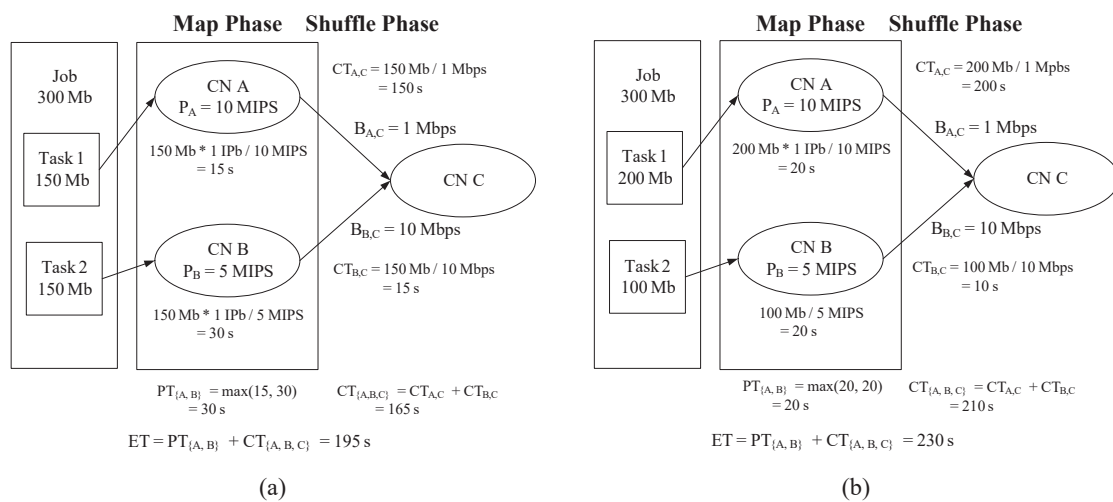 Map Phase Shuffle Phase
Job
300 Mb
Task 1
150 Mb
Task 2
150 Mb
CN A
P_A = 10 MIPS
150 Mb * 1 IPb / 10 MIPS
= 15 s
CN B
P_B = 5 MIPS
150 Mb * 1 IPb / 5 MIPS
= 30 s
CT_A,C = 150 Mb / 1 Mbps
= 150 s
B_A,C = 1 Mbps
CN C
B_B,C = 10 Mbps
CT_B,C = 150 Mb / 10 Mbps
= 15 s
PT_{A, B} = max(15, 30)
= 30 s
CT_{A,B,C} = CT_A,C + CT_B,C
= 165 s
ET = PT_{A, B} + CT_{A, B, C} = 195 s
(a)
Map Phase Shuffle Phase
Job
300 Mb
Task 1
200 Mb
Task 2
100 Mb
CN A
P_A = 10 MIPS
200 Mb * 1 IPb / 10 MIPS
= 20 s
CN B
P_B = 5 MIPS
100 Mb / 5 MIPS
= 20 s
CT_A,C = 200 Mb / 1 Mpbs
= 200 s
B_A,C = 1 Mbps
CN C
B_B,C = 10 Mbps
CT_B,C = 100 Mb / 10 Mbps
= 10 s
PT_{A, B} = max(20, 20)
= 20 s
CT_{A, B, C} = CT_A,C + CT_B,C
= 210 s
ET = PT_{A, B} + CT_{A, B, C} = 230 s
(b)